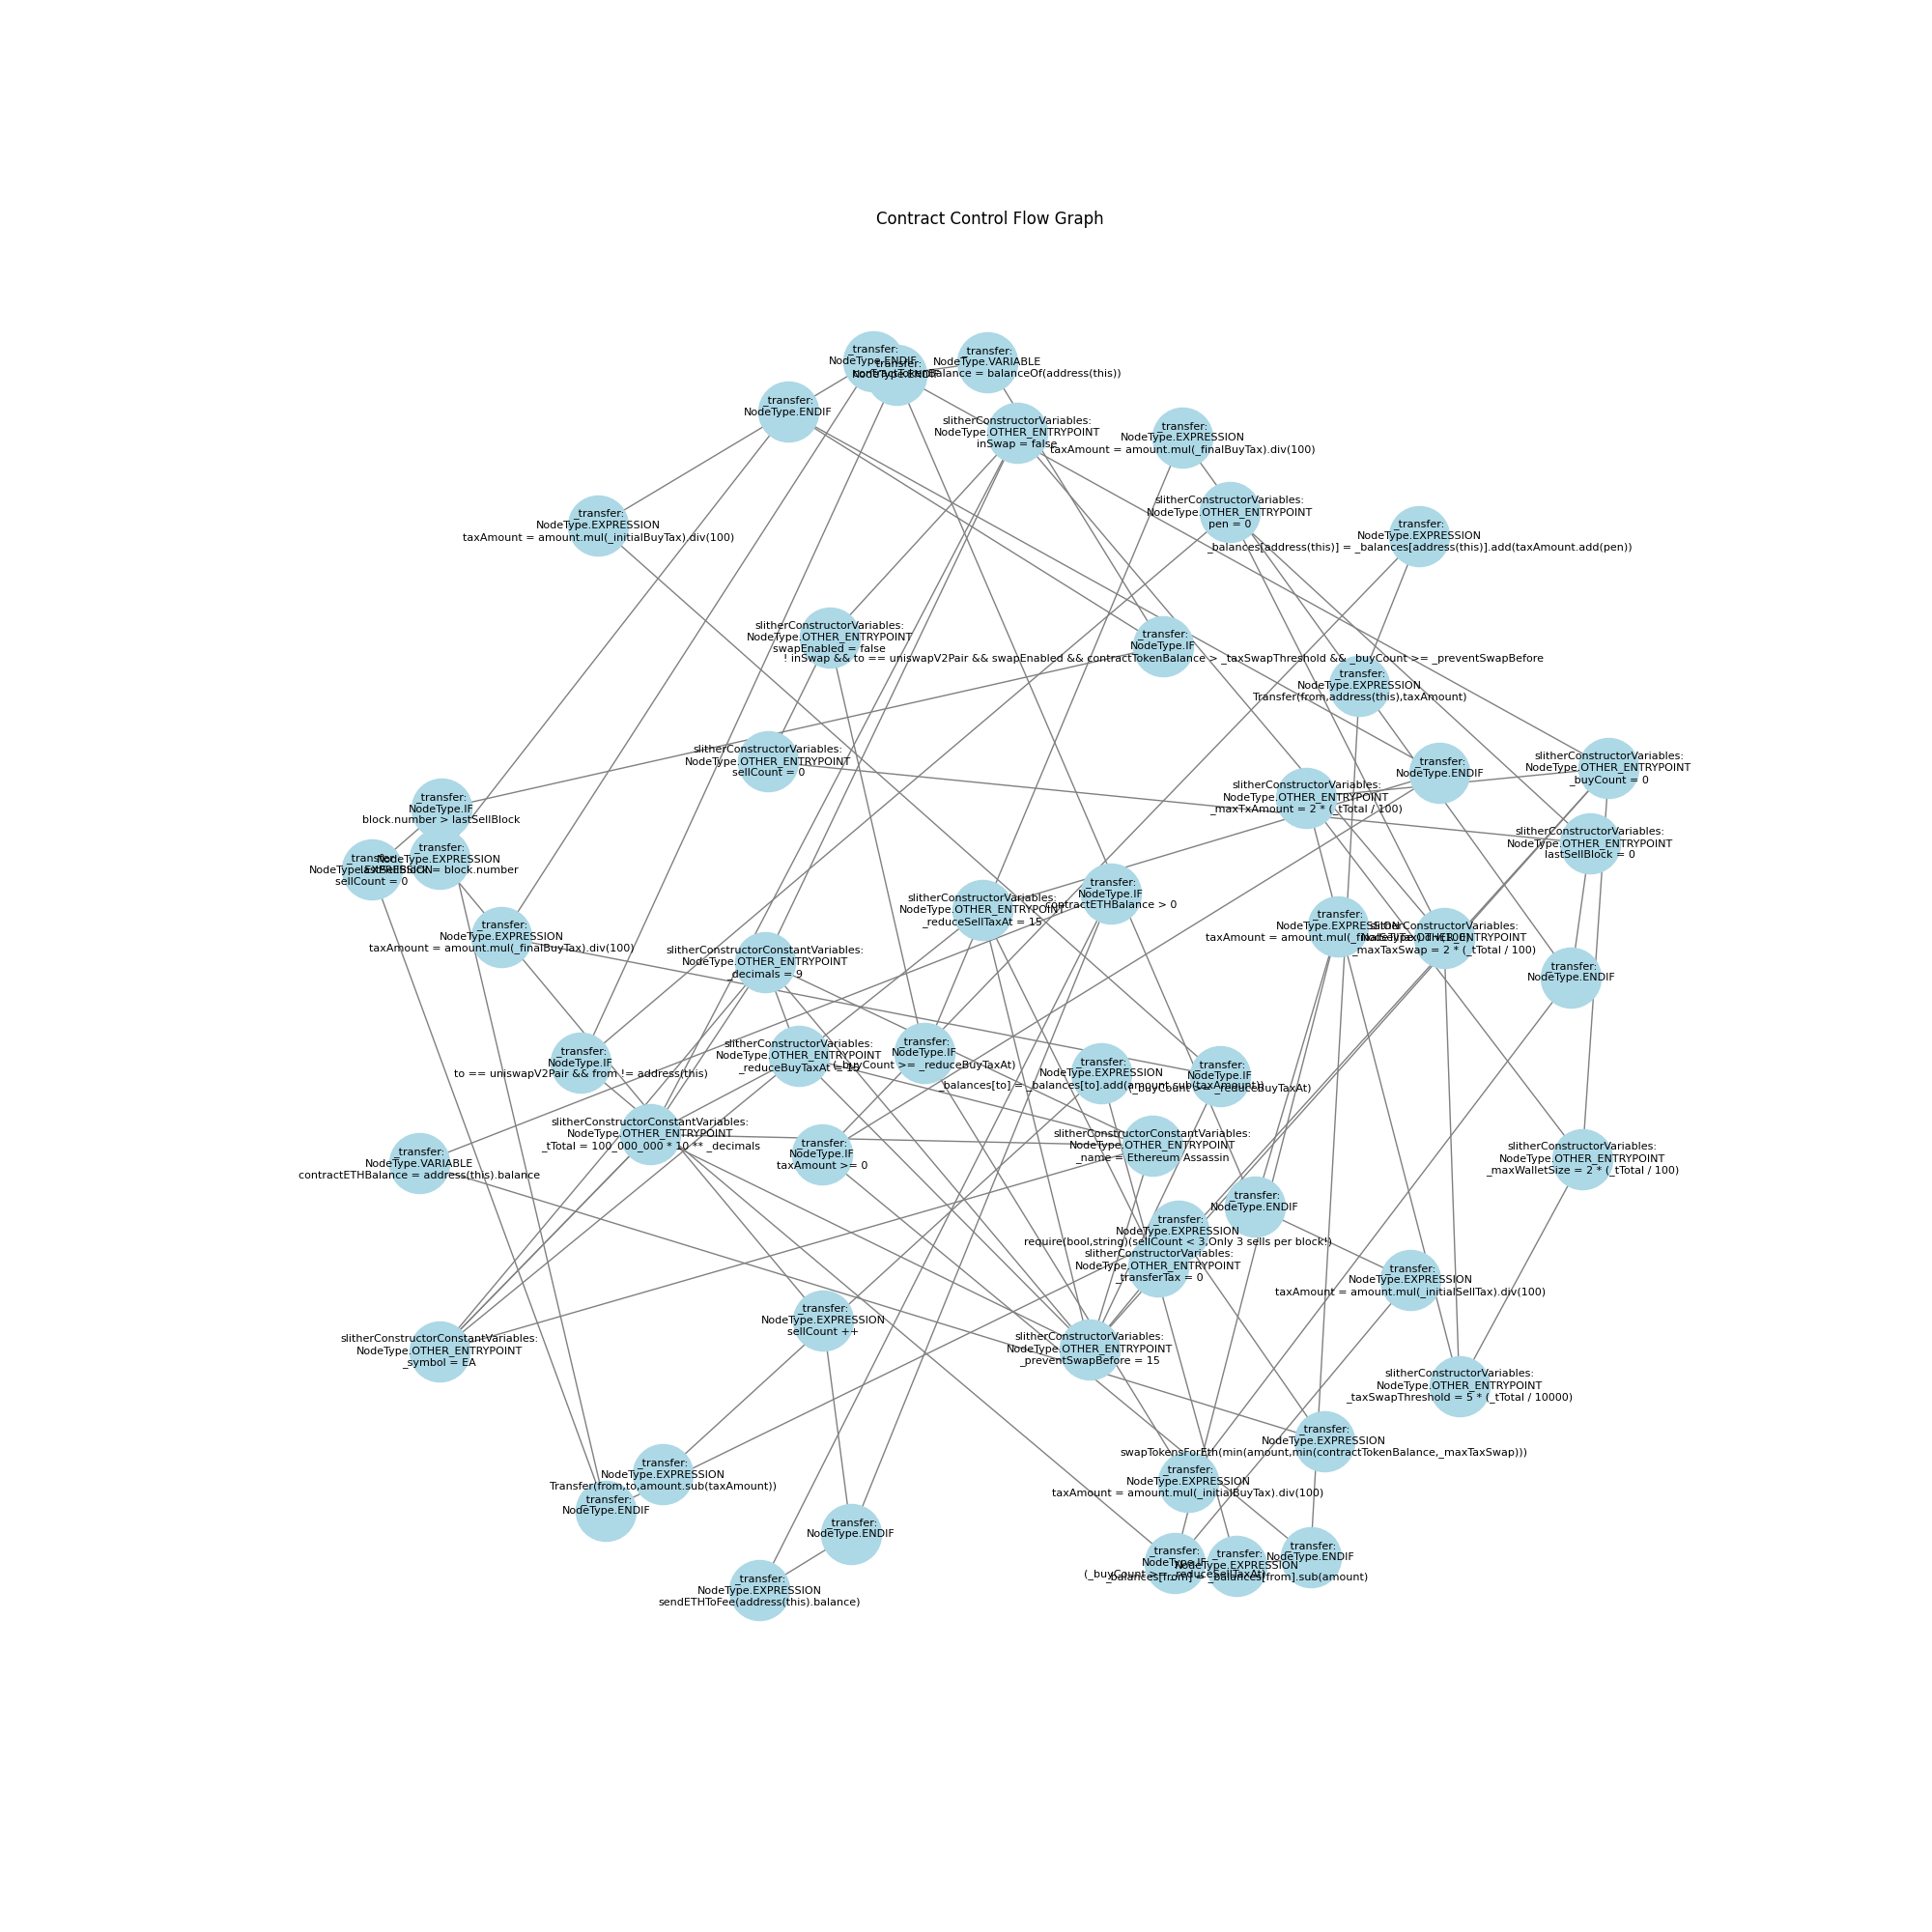 Contract Control Flow Graph
_transfer:
NodeType.ENDIF
_transfer:
NodeType.ENDIF
_transfer:
NodeType.VARIABLE
contractTokenBalance = balanceOf(address(this))
_transfer:
NodeType.ENDIF
slitherConstructorVariables:
NodeType.OTHER_ENTRYPOINT
inSwap = false
_transfer:
NodeType.EXPRESSION
taxAmount = amount.mul(_finalBuyTax).div(100)
slitherConstructorVariables:
NodeType.OTHER_ENTRYPOINT
pen = 0
_transfer:
NodeType.EXPRESSION
taxAmount = amount.mul(_initialBuyTax).div(100)
_transfer:
NodeType.EXPRESSION
_balances[address(this)] = _balances[address(this)].add(taxAmount.add(pen))
slitherConstructorVariables:
NodeType.OTHER_ENTRYPOINT
swapEnabled = false
_transfer:
NodeType.IF
! inSwap && to == uniswapV2Pair && swapEnabled && contractTokenBalance > _taxSwapThreshold && _buyCount >= _preventSwapBefore
_transfer:
NodeType.EXPRESSION
Transfer(from,address(this),taxAmount)
slitherConstructorVariables:
NodeType.OTHER_ENTRYPOINT
sellCount = 0
_transfer:
NodeType.ENDIF
slitherConstructorVariables:
NodeType.OTHER_ENTRYPOINT
_buyCount = 0
slitherConstructorVariables:
NodeType.OTHER_ENTRYPOINT
_maxTxAmount = 2 * (_tTotal / 100)
_transfer:
NodeType.IF
block.number > lastSellBlock
slitherConstructorVariables:
NodeType.OTHER_ENTRYPOINT
lastSellBlock = 0
_transfer:
NodeType.EXPRESSION
lastSellBlock = block.number
_transfer:
NodeType.EXPRESSION
sellCount = 0
_transfer:
NodeType.IF
contractETHBalance > 0
slitherConstructorVariables:
NodeType.OTHER_ENTRYPOINT
_reduceSellTaxAt = 15
_transfer:
NodeType.EXPRESSION
taxAmount = amount.mul(_finalSellTax).div(100)
slitherConstructorVariables:
NodeType.OTHER_ENTRYPOINT
_maxTaxSwap = 2 * (_tTotal / 100)
_transfer:
NodeType.EXPRESSION
taxAmount = amount.mul(_finalBuyTax).div(100)
slitherConstructorConstantVariables:
NodeType.OTHER_ENTRYPOINT
_decimals = 9
_transfer:
NodeType.ENDIF
_transfer:
NodeType.IF
to == uniswapV2Pair && from != address(this)
slitherConstructorVariables:
NodeType.OTHER_ENTRYPOINT
_reduceBuyTaxAt = 15
_transfer:
NodeType.IF
(_buyCount >= _reduceBuyTaxAt)
_transfer:
NodeType.EXPRESSION
_balances[to] = _balances[to].add(amount.sub(taxAmount))
_transfer:
NodeType.IF
(_buyCount >= _reduceBuyTaxAt)
slitherConstructorConstantVariables:
NodeType.OTHER_ENTRYPOINT
_tTotal = 100_000_000 * 10 ** _decimals
slitherConstructorConstantVariables:
NodeType.OTHER_ENTRYPOINT
_name = Ethereum Assassin
_transfer:
NodeType.IF
taxAmount >= 0
_transfer:
NodeType.VARIABLE
contractETHBalance = address(this).balance
slitherConstructorVariables:
NodeType.OTHER_ENTRYPOINT
_maxWalletSize = 2 * (_tTotal / 100)
_transfer:
NodeType.ENDIF
_transfer:
NodeType.EXPRESSION
require(bool,string)(sellCount < 3,Only 3 sells per block!)
slitherConstructorVariables:
NodeType.OTHER_ENTRYPOINT
_transferTax = 0
_transfer:
NodeType.EXPRESSION
taxAmount = amount.mul(_initialSellTax).div(100)
_transfer:
NodeType.EXPRESSION
sellCount ++
slitherConstructorConstantVariables:
NodeType.OTHER_ENTRYPOINT
_symbol = EA
slitherConstructorVariables:
NodeType.OTHER_ENTRYPOINT
_preventSwapBefore = 15
slitherConstructorVariables:
NodeType.OTHER_ENTRYPOINT
_taxSwapThreshold = 5 * (_tTotal / 10000)
_transfer:
NodeType.EXPRESSION
swapTokensForEth(min(amount,min(contractTokenBalance,_maxTaxSwap)))
_transfer:
NodeType.EXPRESSION
Transfer(from,to,amount.sub(taxAmount))
_transfer:
NodeType.EXPRESSION
taxAmount = amount.mul(_initialBuyTax).div(100)
_transfer:
NodeType.ENDIF
_transfer:
NodeType.ENDIF
_transfer:
NodeType.IF
(_buyCount >= _reduceSellTaxAt)
_transfer:
NodeType.EXPRESSION
_balances[from] = _balances[from].sub(amount)
_transfer:
NodeType.ENDIF
_transfer:
NodeType.EXPRESSION
sendETHToFee(address(this).balance)